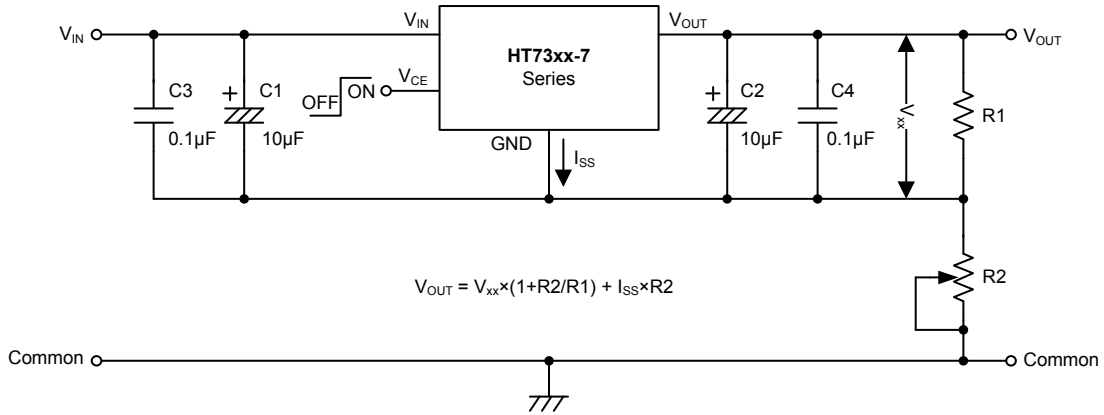 V_IN
V_IN
HT73xx-7
Series
V_OUT
V_OUT
V_CE
OFF
ON
GND
I_SS
C3
0.1µF
+
C1
10µF
+
C2
10µF
C4
0.1µF
V_xx
R1
R2
V_OUT = V_xx×(1+R2/R1) + I_SS×R2
Common
Common